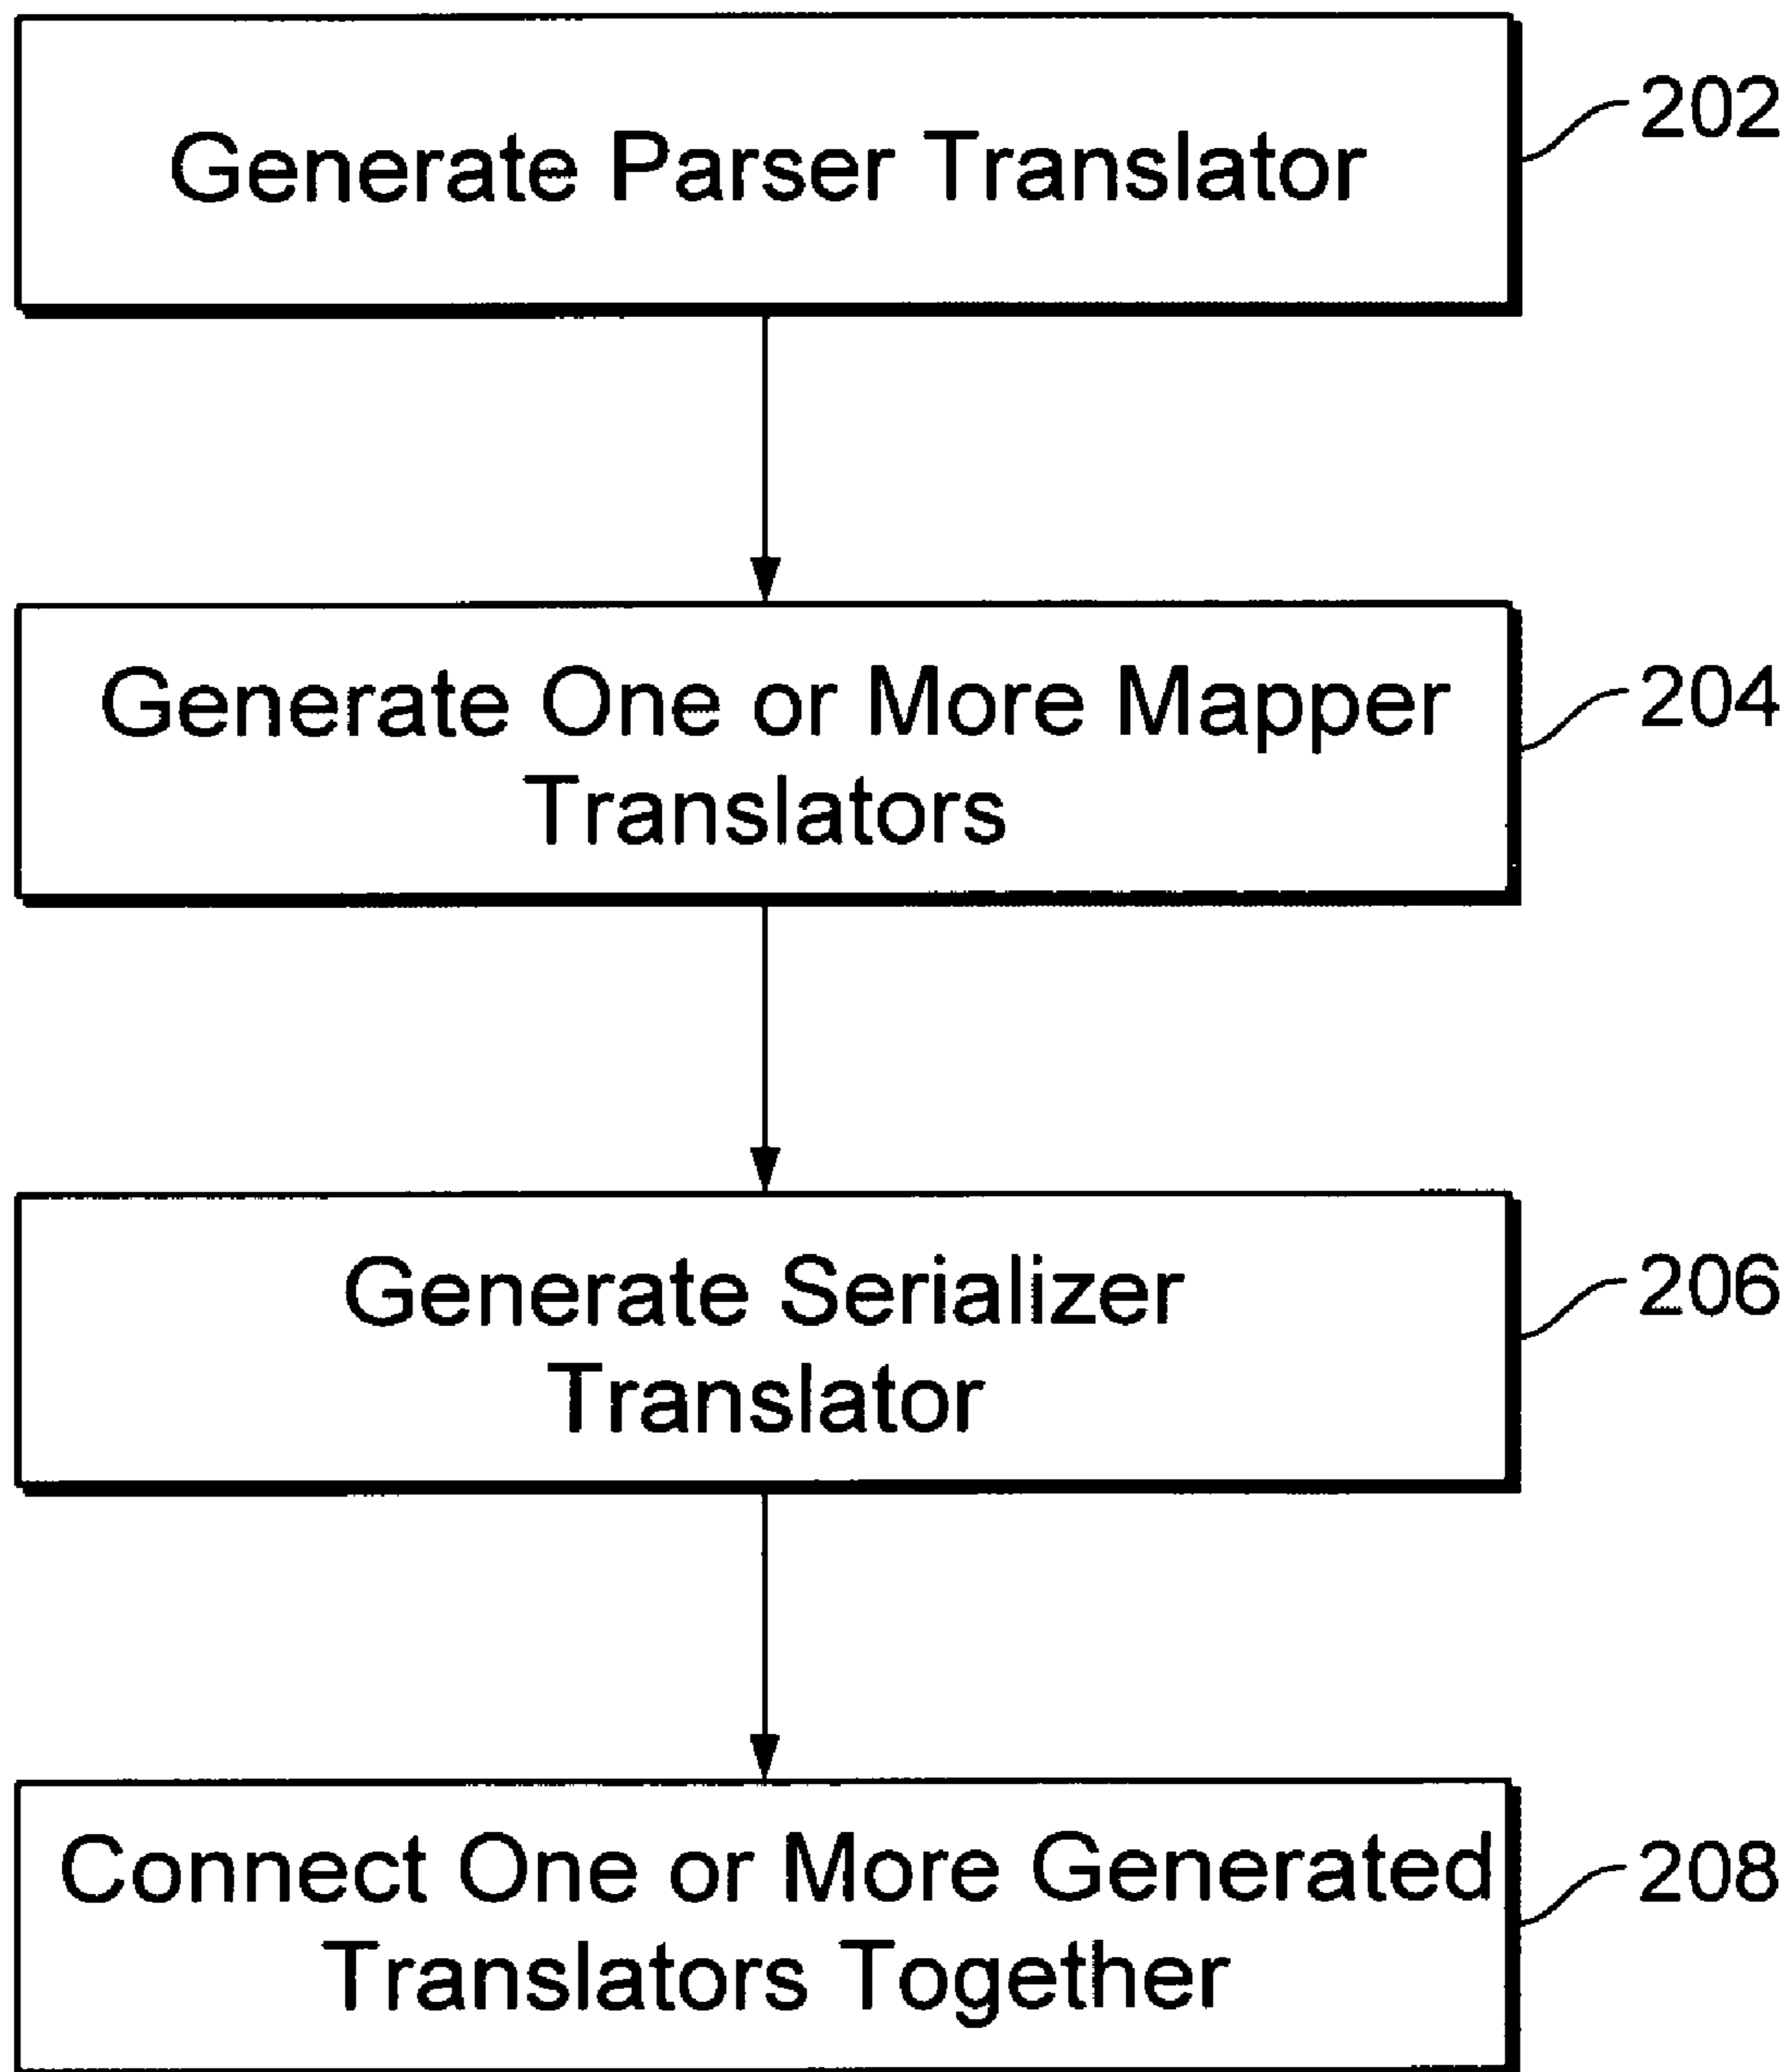 Generate Parser Translator
202
Generate One or More Mapper
Translators
204
Generate Serializer
Translator
206
Connect One or More Generated
Translators Together
208